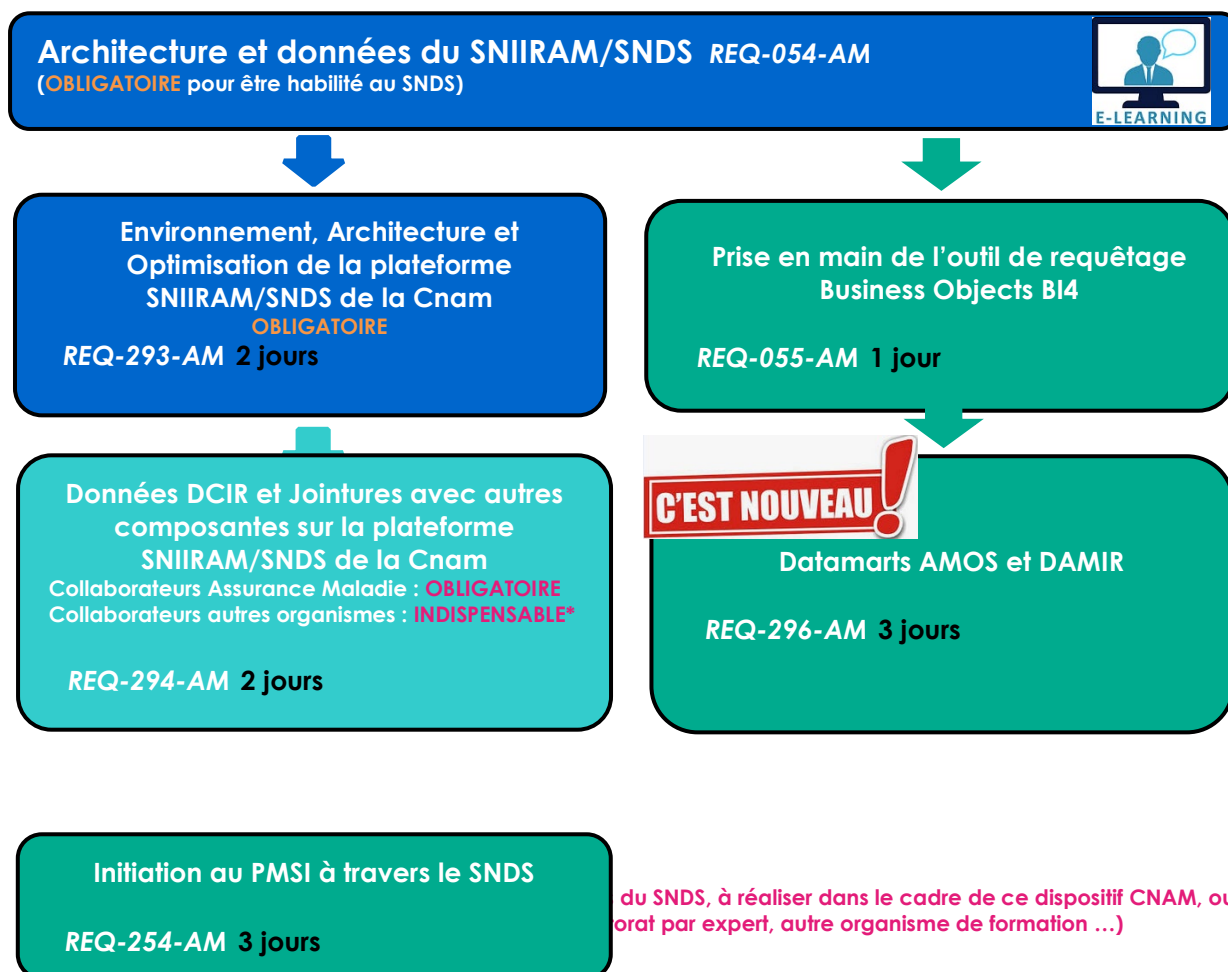 Architecture et données du SNIIRAM/SNDS REQ-054-AM
(OBLIGATOIRE pour être habilité au SNDS)
E-LEARNING
Environnement, Architecture et
Optimisation de la plateforme
SNIIRAM/SNDS de la Cnam
OBLIGATOIRE
REQ-293-AM 2 jours
Prise en main de l'outil de requêtage
Business Objects BI4
REQ-055-AM 1 jour
Données DCIR et Jointures avec autres
composantes sur la plateforme
SNIIRAM/SNDS de la Cnam
Collaborateurs Assurance Maladie : OBLIGATOIRE
Collaborateurs autres organismes : INDISPENSABLE*
REQ-294-AM 2 jours
C'EST NOUVEAU !
Datamarts AMOS et DAMIR
REQ-296-AM 3 jours
Initiation au PMSI à travers le SNDS
REQ-254-AM 3 jours
du SNDS, à réaliser dans le cadre de ce dispositif CNAM, ou
par expert, autre organisme de formation …)